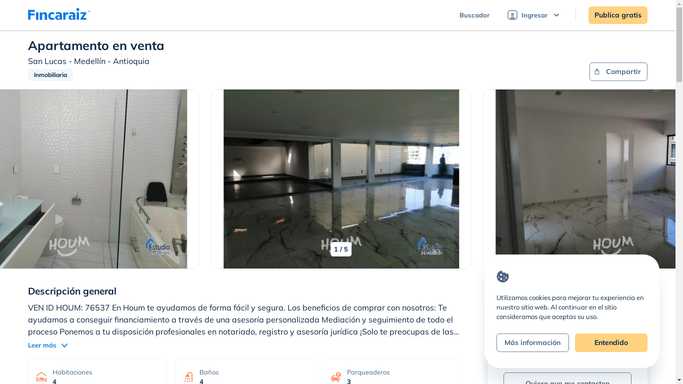 Fincaraiz
Buscador
Ingresar
Publica gratis
Apartamento en venta
San Lucas - Medellín - Antioquia
Inmobiliaria
Compartir
HOUM
HOUM
HOUM
1 / 5
Descripción general
VEN ID HOUM: 76537 En Houm te ayudamos de forma fácil y segura. Los beneficios de comprar con nosotros: Te
ayudamos a conseguir financiamiento a través de una asesoría personalizada Mediación y seguimiento de todo el
proceso Ponemos a tu disposición profesionales en notariado, registro y asesoría jurídica ¡Solo te preocupas de las...
Leer más
Habitaciones
4
Baños
4
Parqueaderos
3
Utilizamos cookies para mejorar tu experiencia en
nuestro sitio web. Al continuar en el sitio
consideramos que aceptas su uso.
Más información
Entendido
Quiero que me contacten